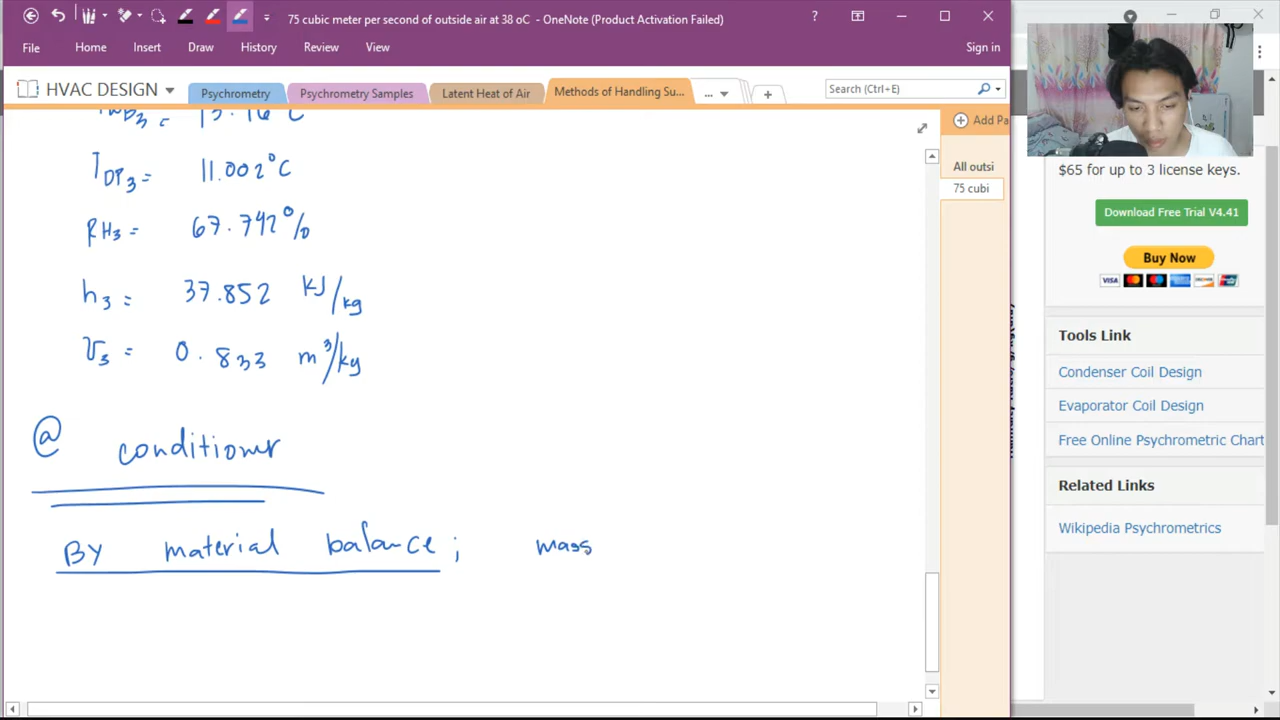 75 cubic meter per second of outside air at 38 oC - OneNote (Product Activation Failed)
?
File Home Insert Draw History Review View
Sign in
HVAC DESIGN
Psychrometry
Psychrometry Samples
Latent Heat of Air
Methods of Handling Su...
...
+
Search (Ctrl+E)
Add Pa
All outsi
75 cubi
TWB3 = 13.16°C
TDP3 = 11.002°C
RH3 = 67.742%
h3 = 37.852 kJ/kg
V3 = 0.833 m3/kg
@ conditioner
BY material balance; mass
$65 for up to 3 license keys.
Download Free Trial V4.41
Buy Now
VISA
Tools Link
Condenser Coil Design
Evaporator Coil Design
Free Online Psychrometric Chart
Related Links
Wikipedia Psychrometrics